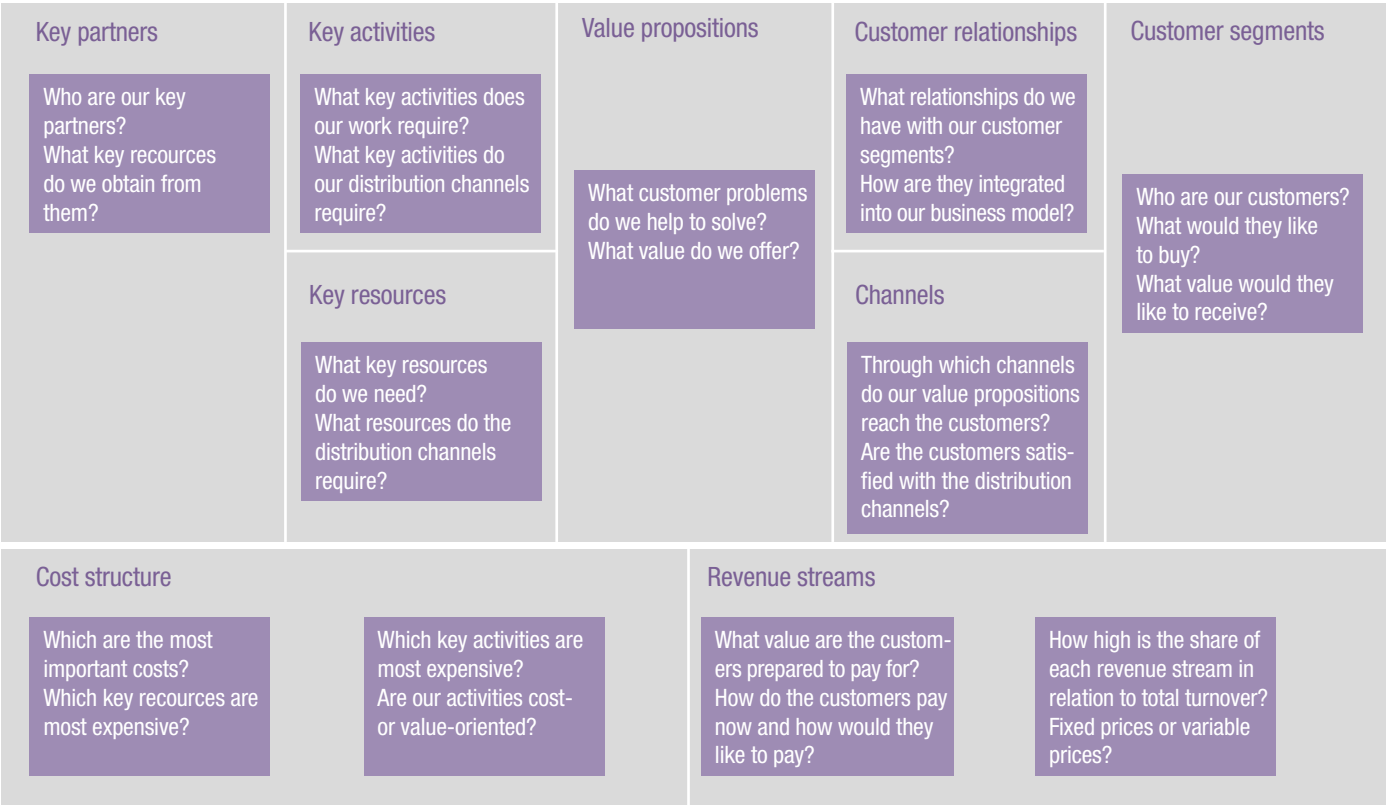 Key partners
Who are our key
partners?
What key recources
do we obtain from
them?
Key activities
What key activities does
our work require?
What key activities do
our distribution channels
require?
Key resources
What key resources
do we need?
What resources do the
distribution channels
require?
Value propositions
What customer problems
do we help to solve?
What value do we offer?
Customer relationships
What relationships do we
have with our customer
segments?
How are they integrated
into our business model?
Channels
Through which channels
do our value propositions
reach the customers?
Are the customers satis-
fied with the distribution
channels?
Customer segments
Who are our customers?
What would they like
to buy?
What value would they
like to receive?
Cost structure
Which are the most
important costs?
Which key recources are
most expensive?
Which key activities are
most expensive?
Are our activities cost-
or value-oriented?
Revenue streams
What value are the custom-
ers prepared to pay for?
How do the customers pay
now and how would they
like to pay?
How high is the share of
each revenue stream in
relation to total turnover?
Fixed prices or variable
prices?